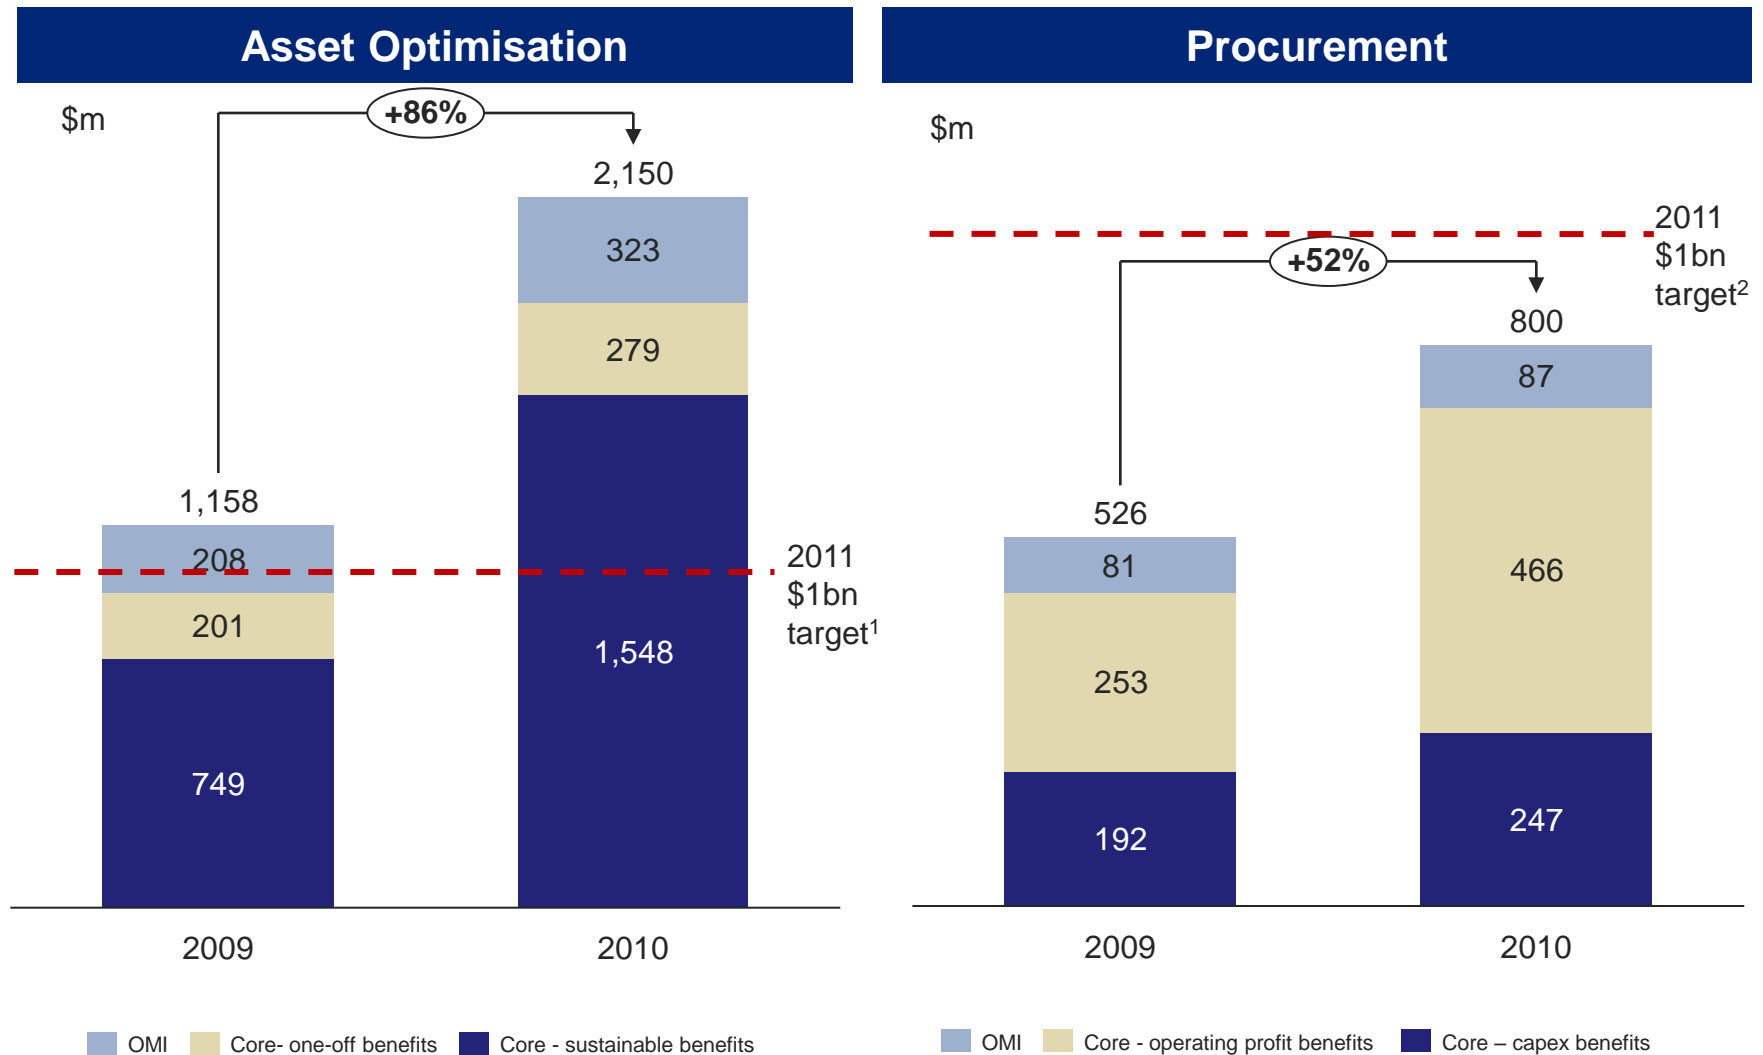 Asset Optimisation
$m
+86%
2,150
323
279
1,548
1,158
208
201
749
2011
$1bn
target¹
2009
2010
OMI
Core- one-off benefits
Core - sustainable benefits
Procurement
$m
2011
$1bn
target²
+52%
800
87
466
247
526
81
253
192
2009
2010
OMI
Core - operating profit benefits
Core – capex benefits